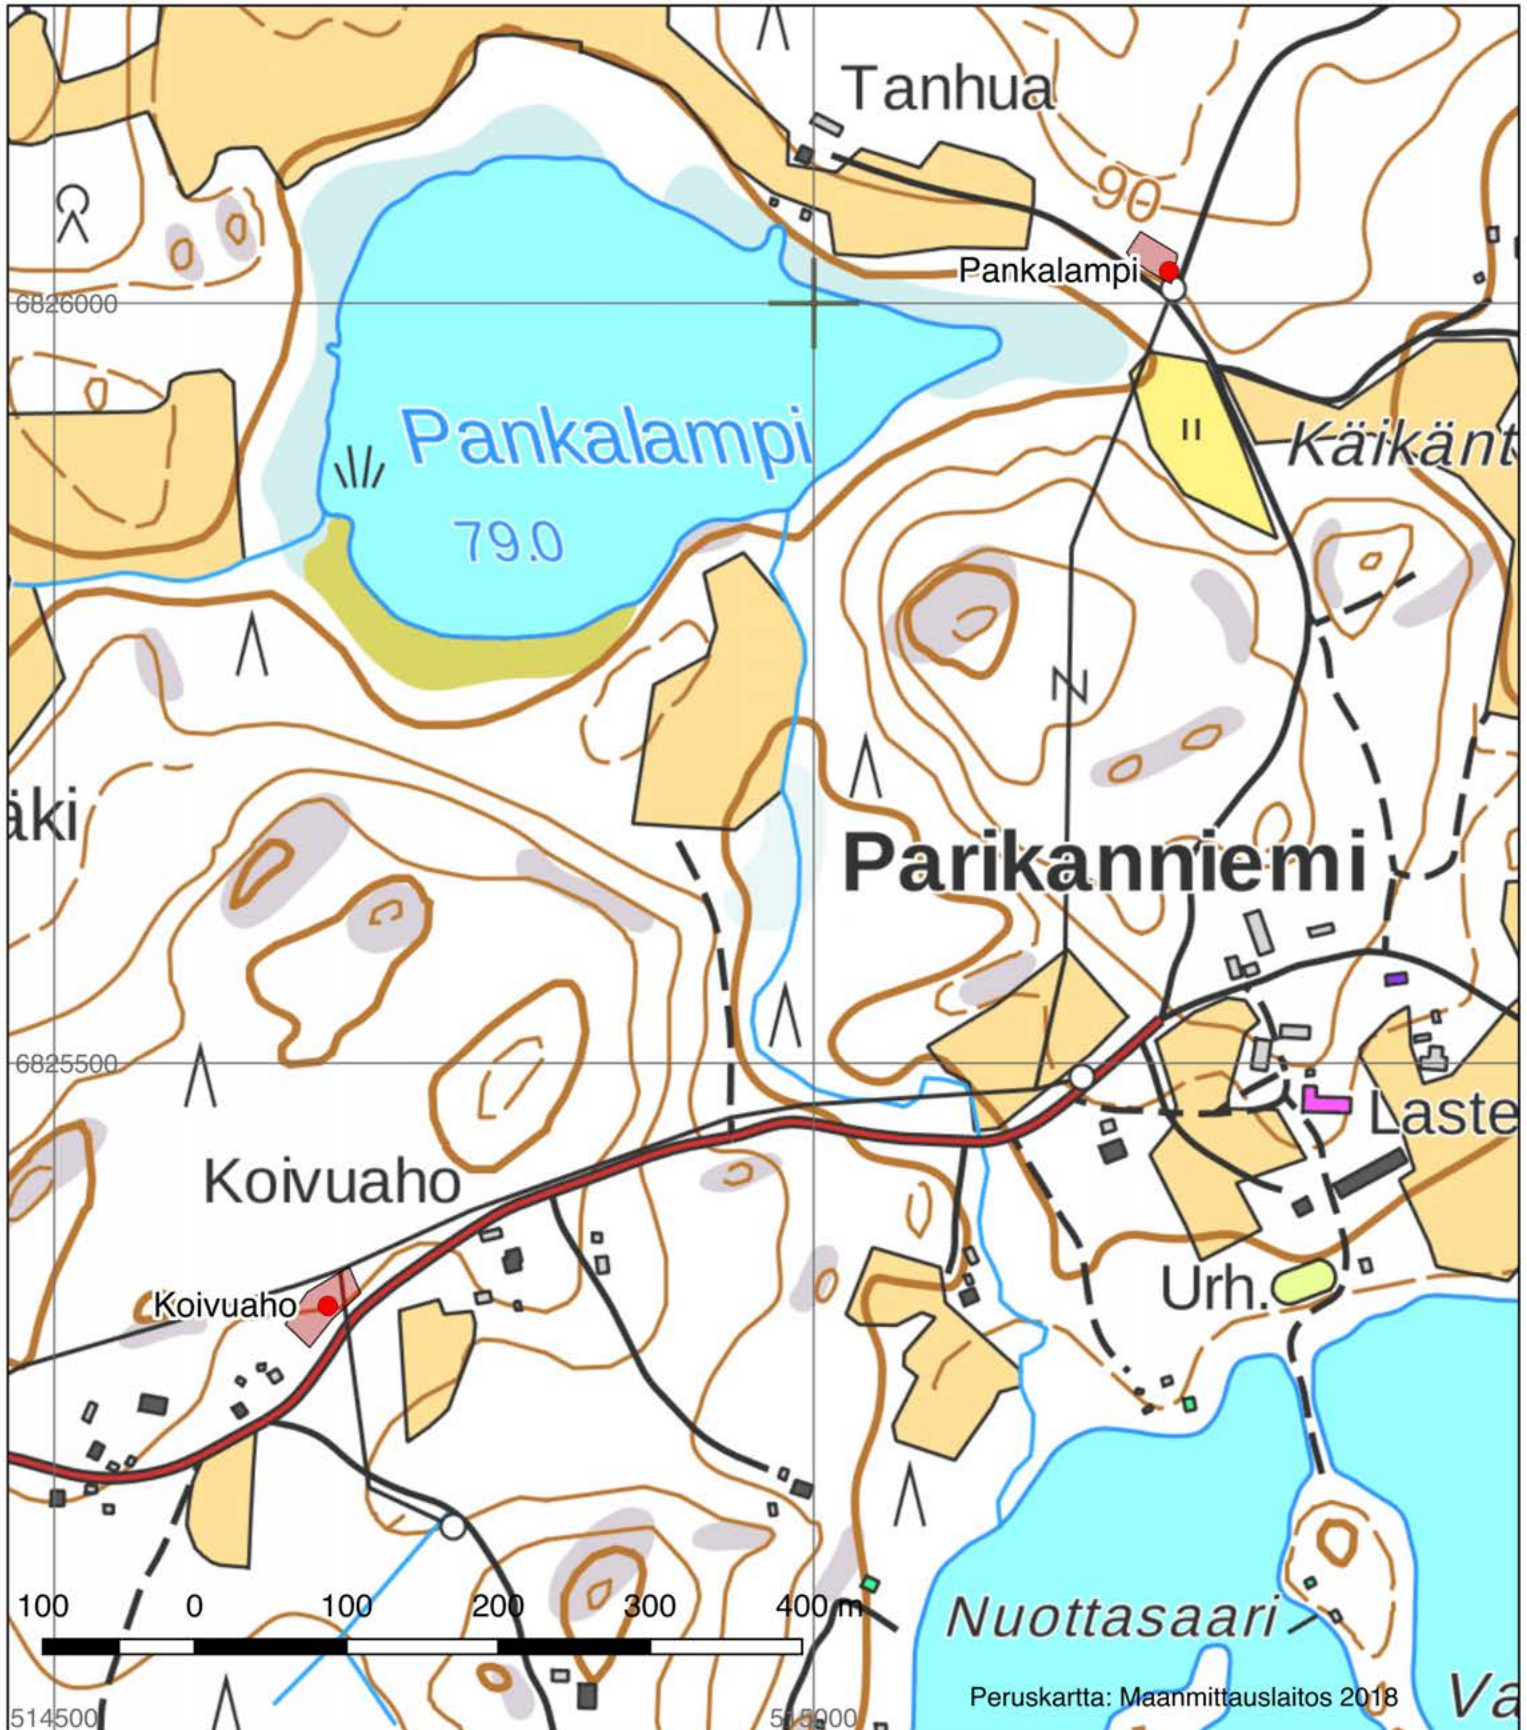 Tanhua
90
Pankalampi
6826000
Pankalampi
II
Käikänt
79.0
Z
äki
Parikanniemi
6825500
Laste
Koivuaho
Koivuaho
Urh.
100 0 100 200 300 400 m
Nuottasaari
Peruskartta: Maanmittauslaitos 2018
Va
514500
515000